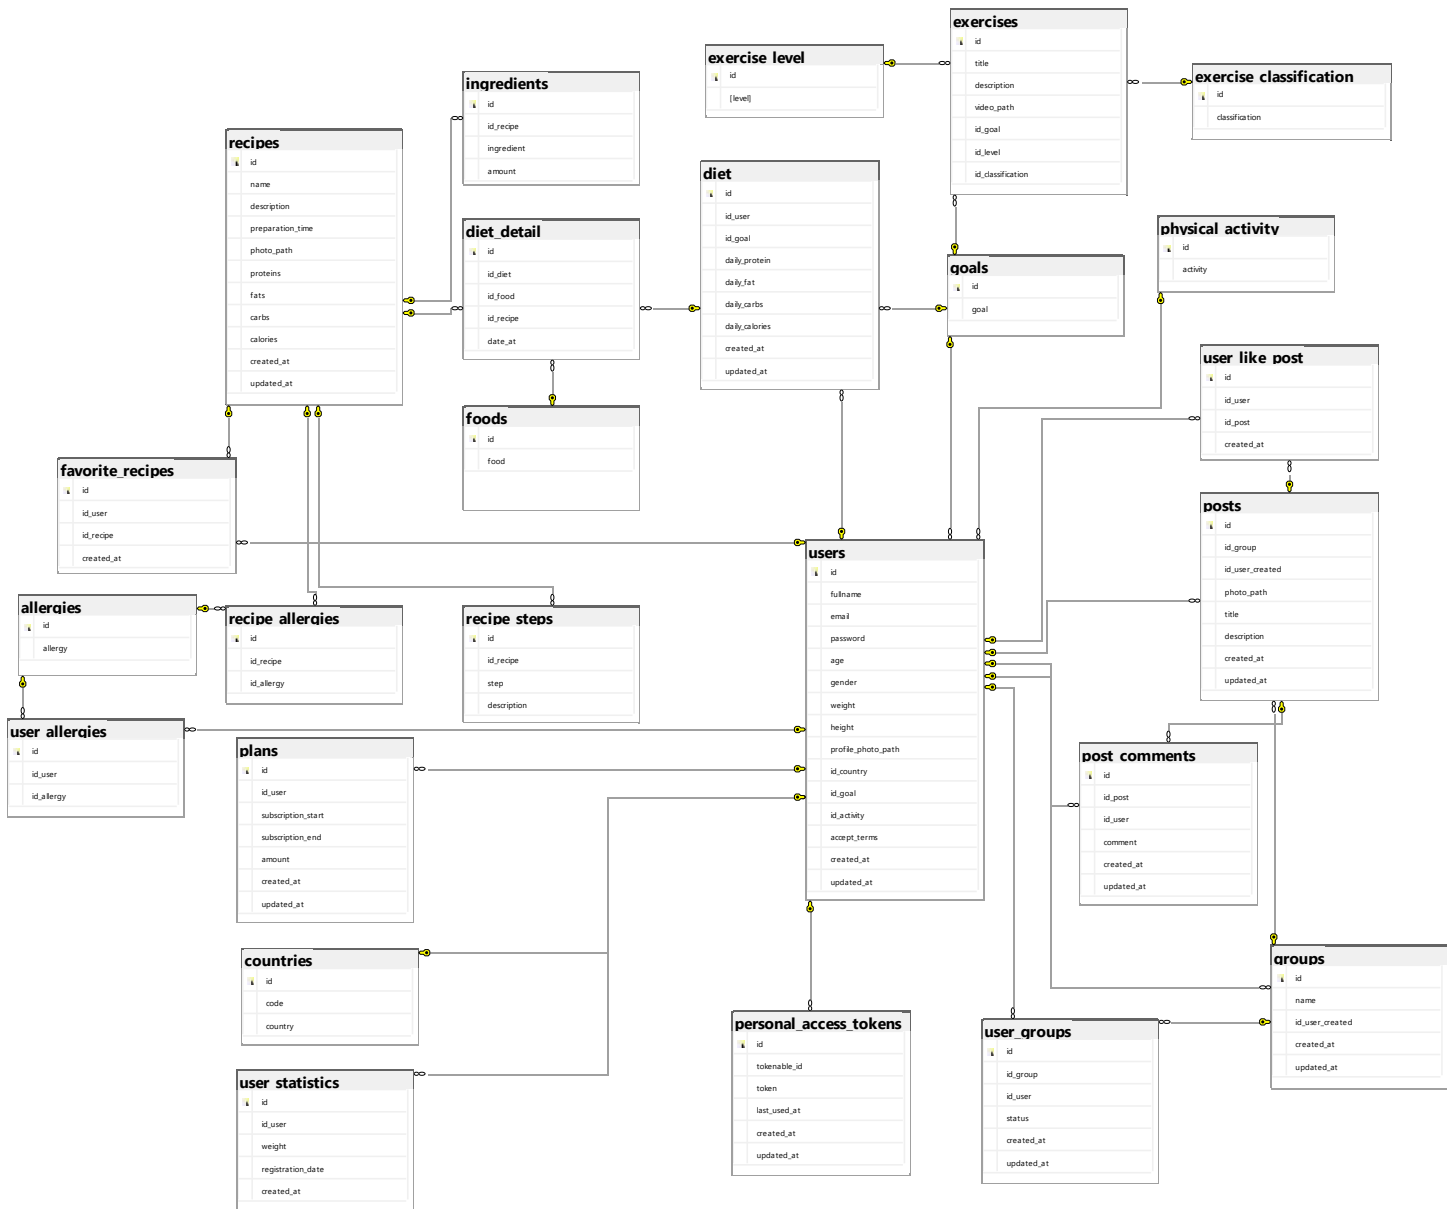 exercises
id
title
description
video_path
id_goal
id_level
id_classification
exercise level
id
[level]
exercise classification
id
classification
ingredients
id
id_recipe
ingredient
amount
recipes
id
name
description
preparation_time
photo_path
proteins
fats
carbs
calories
created_at
updated_at
diet
id
id_user
id_goal
daily_protein
daily_fat
daily_carbs
daily_calories
created_at
updated_at
diet_detail
id
id_diet
id_food
id_recipe
date_at
goals
id
goal
physical activity
id
activity
user like post
id
id_user
id_post
created_at
foods
id
food
favorite_recipes
id
id_user
id_recipe
created_at
posts
id
id_group
id_user_created
photo_path
title
description
created_at
updated_at
users
id
fullname
email
password
age
gender
weight
height
profile_photo_path
id_country
id_goal
id_activity
accept_terms
created_at
updated_at
allergies
id
allergy
recipe allergies
id
id_recipe
id_allergy
recipe steps
id
id_recipe
step
description
user allergies
id
id_user
id_allergy
plans
id
id_user
subscription_start
subscription_end
amount
created_at
updated_at
post comments
id
id_post
id_user
comment
created_at
updated_at
countries
id
code
country
groups
id
name
id_user_created
created_at
updated_at
personal_access_tokens
id
tokenable_id
token
last_used_at
created_at
updated_at
user_groups
id
id_group
id_user
status
created_at
updated_at
user statistics
id
id_user
weight
registration_date
created_at